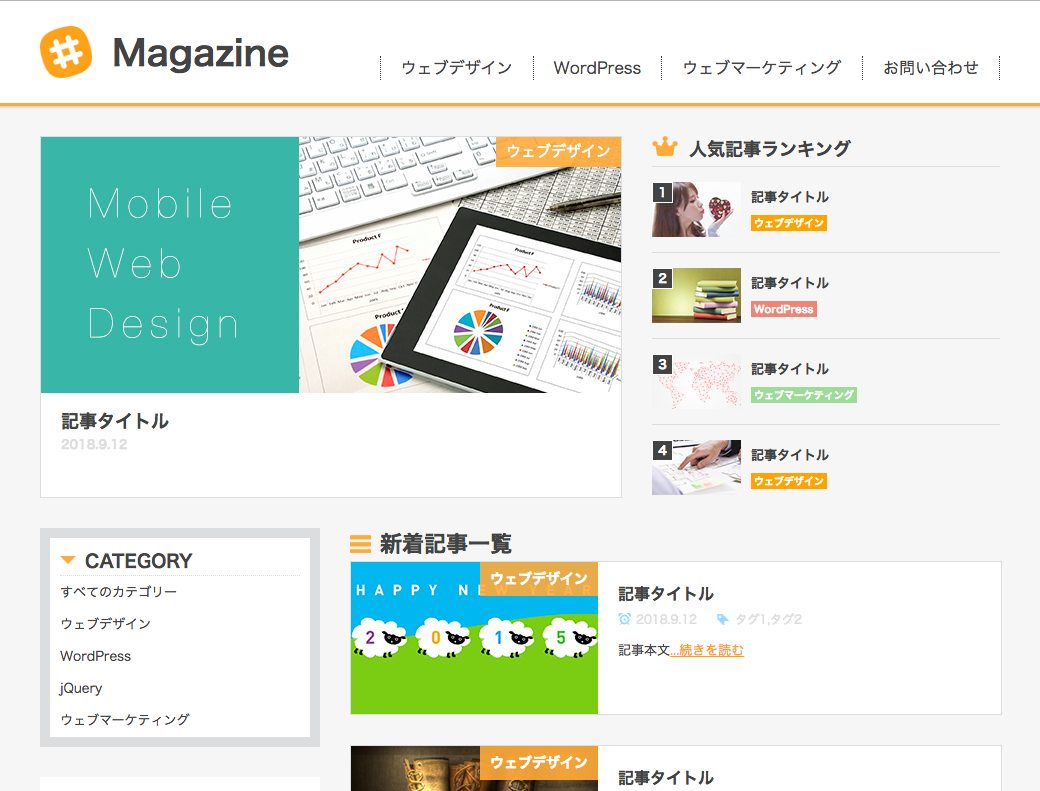 # Magazine
ウェブデザイン
WordPress
ウェブマーケティング
お問い合わせ
Mobile
Web
Design
ウェブデザイン
Product F
Product F
Product F
記事タイトル
2018.9.12
人気記事ランキング
1
記事タイトル
ウェブデザイン
2
記事タイトル
WordPress
3
記事タイトル
ウェブマーケティング
4
記事タイトル
ウェブデザイン
CATEGORY
すべてのカテゴリー
ウェブデザイン
WordPress
jQuery
ウェブマーケティング
新着記事一覧
ウェブデザイン
HAPPY NEW YEAR
2 0 1 5
記事タイトル
2018.9.12 タグ1,タグ2
記事本文...続きを読む
ウェブデザイン
記事タイトル